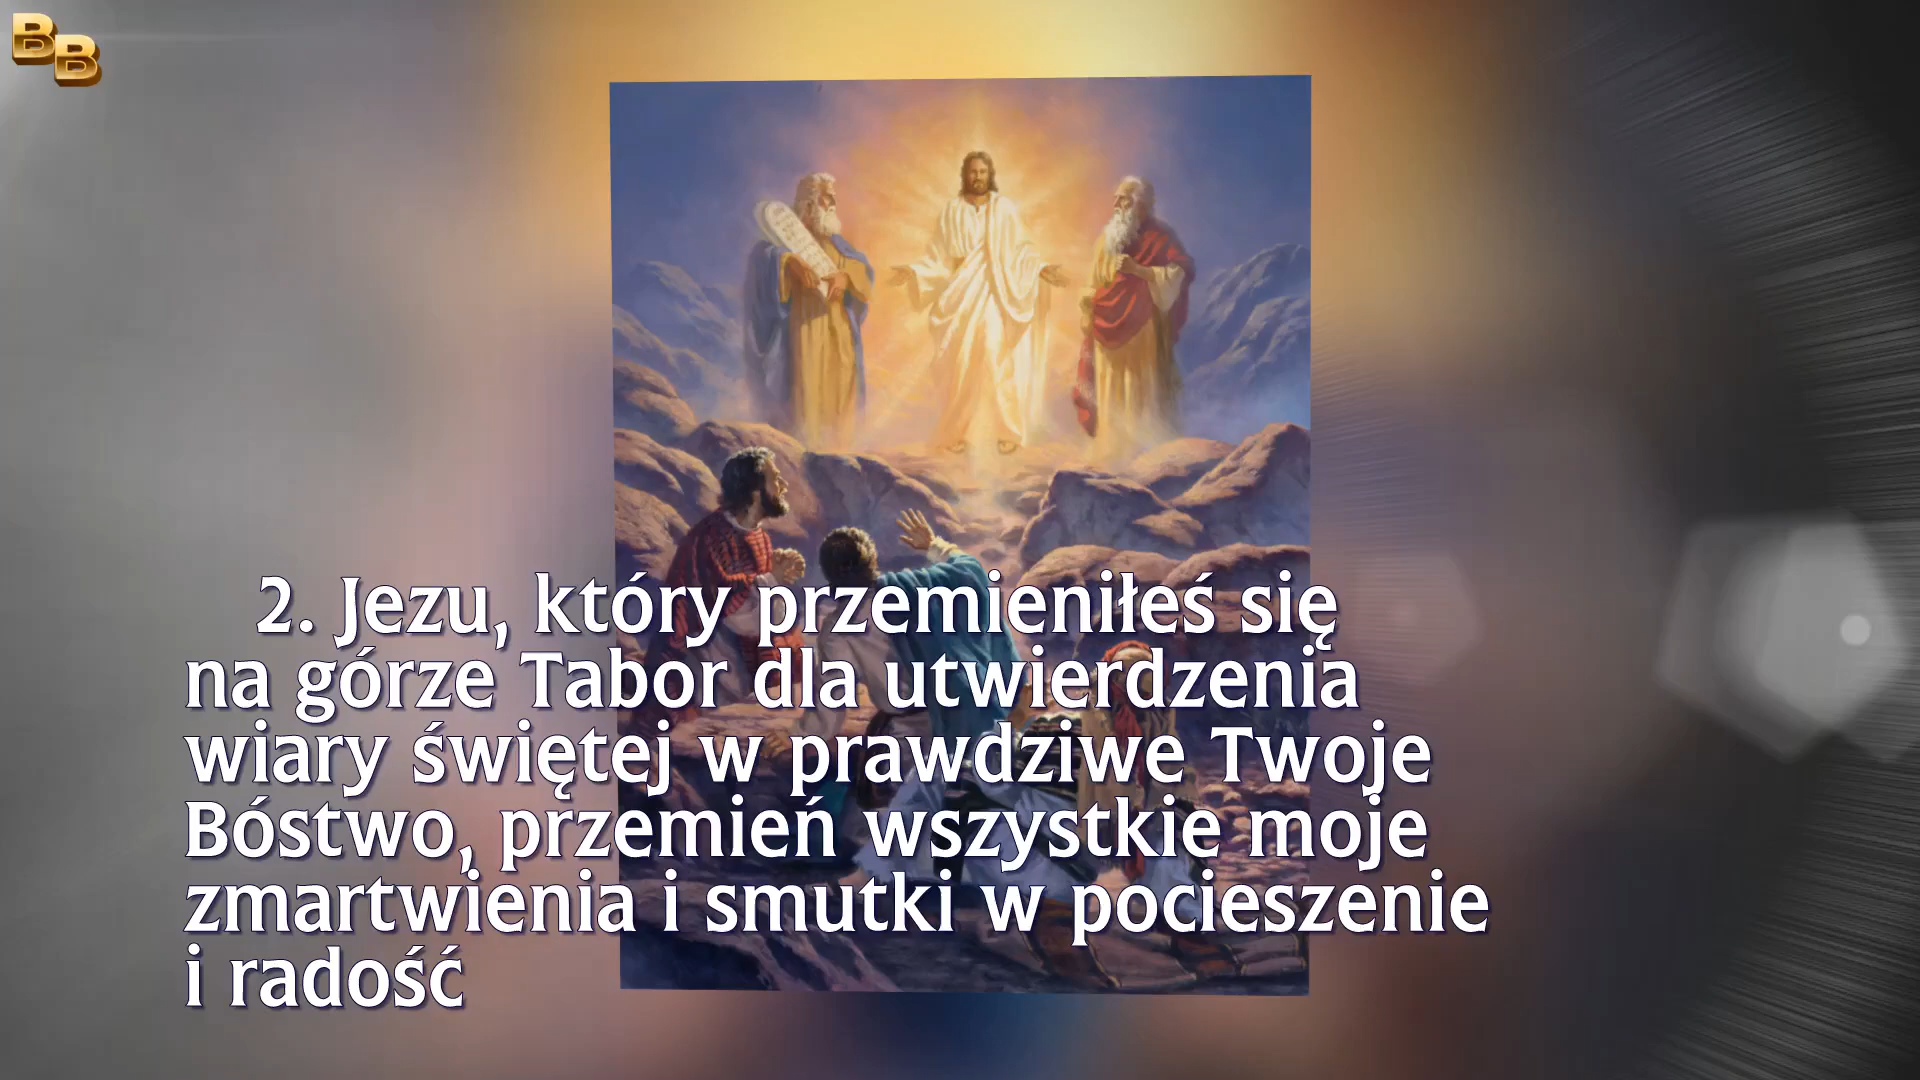 BB
2. Jezu, który przemieniłeś się
na górze Tabor dla utwierdzenia
wiary świętej w prawdziwe Twoje
Bóstwo, przemień wszystkie moje
zmartwienia i smutki w pocieszenie
i radość